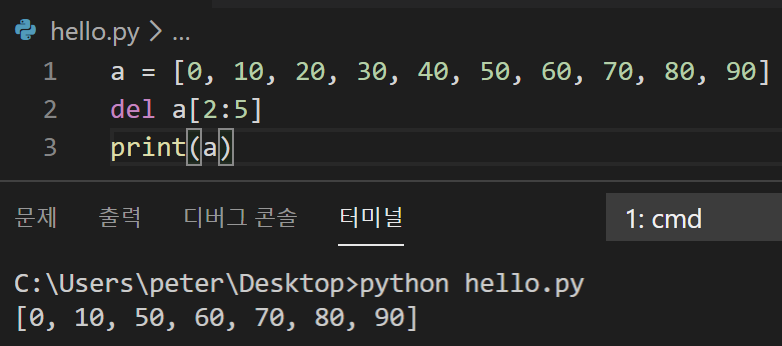 hello.py > ...
1 a = [0, 10, 20, 30, 40, 50, 60, 70, 80, 90]
2 del a[2:5]
3 print(a)
문제 출력 디버그 콘솔 터미널 1: cmd
C:\Users\peter\Desktop>python hello.py
[0, 10, 50, 60, 70, 80, 90]